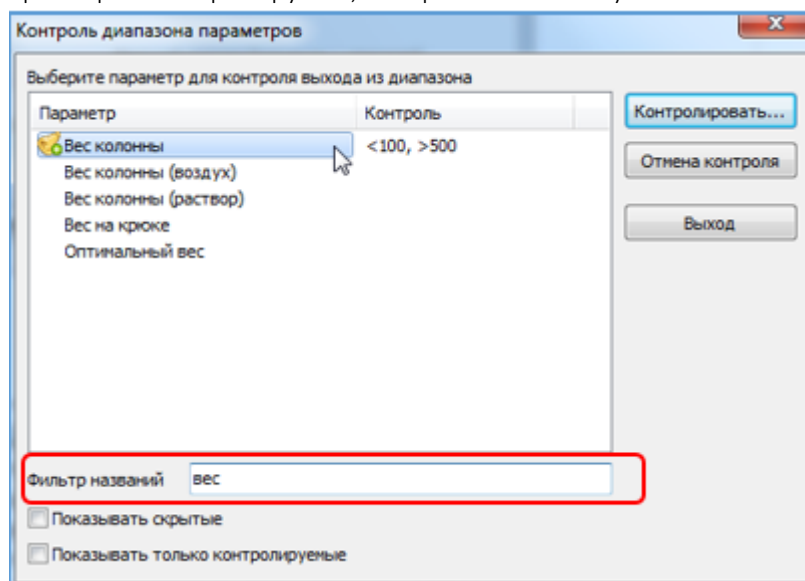 Контроль диапазона параметров
Выберите параметр для контроля выхода из диапазона
Параметр Контроль Контролировать...
Вес колонны <100, >500
Вес колонны (воздух) Отмена контроля
Вес колонны (раствор)
Вес на крюке Выход
Оптимальный вес
Фильтр названий вес
Показывать скрытые
Показывать только контролируемые